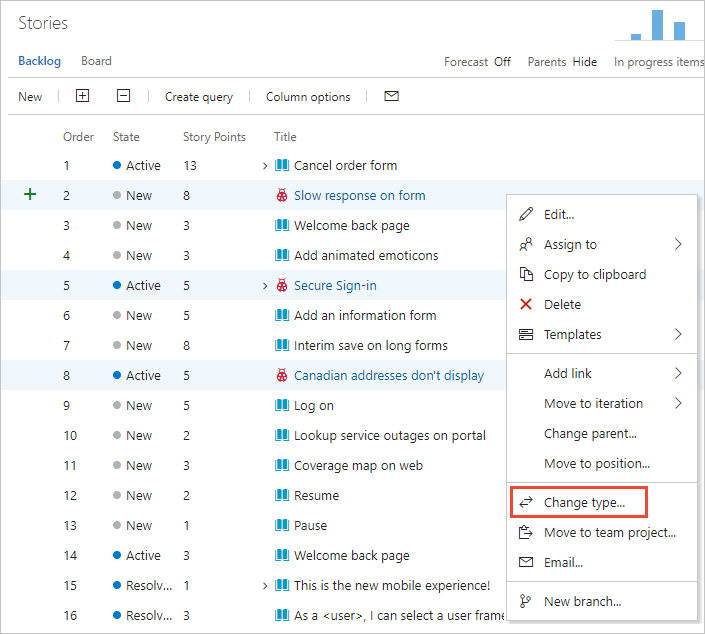 Stories
Backlog Board Forecast Off Parents Hide In progress items
New Create query Column options
Order State Story Points Title
1 Active 13 Cancel order form
2 New 8 Slow response on form
3 New 3 Welcome back page
4 New 3 Add animated emoticons
5 Active 5 Secure Sign-in
6 New 5 Add an information form
7 New 8 Interim save on long forms
8 Active 5 Canadian addresses don't display
9 New 5 Log on
10 New 2 Lookup service outages on portal
11 New 3 Coverage map on web
12 New 2 Resume
13 New 1 Pause
14 Active 3 Welcome back page
15 Resolv... 1 This is the new mobile experience!
16 Resolv... 3 As a <user>, I can select a user frame
Edit...
Assign to
Copy to clipboard
Delete
Templates
Add link
Move to iteration
Change parent...
Move to position...
Change type...
Move to team project...
Email...
New branch...